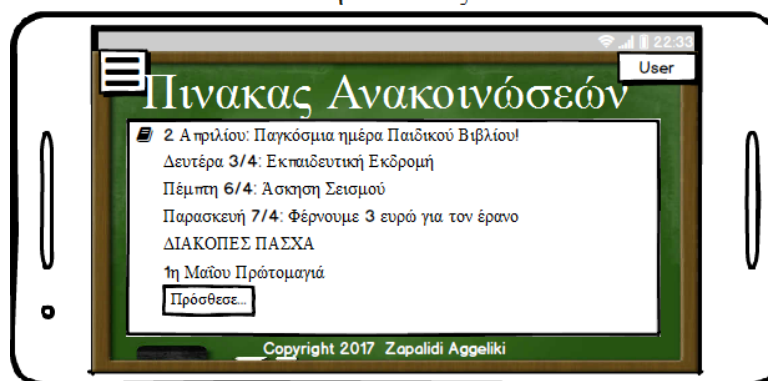 22:33
User
Πινακας Ανακοινώσεών
2 Απριλίου: Παγκόσμια ημέρα Παιδικού Βιβλίου!
Δευτέρα 3/4: Εκπαιδευτική Εκδρομή
Πέμπτη 6/4: Άσκηση Σεισμού
Παρασκευή 7/4: Φέρνουμε 3 ευρώ για τον έρανο
ΔΙΑΚΟΠΕΣ ΠΑΣΧΑ
1η Μαΐου Πρώτομαγιά
Πρόσθεσε...
Copyright 2017 Zapalidi Aggeliki